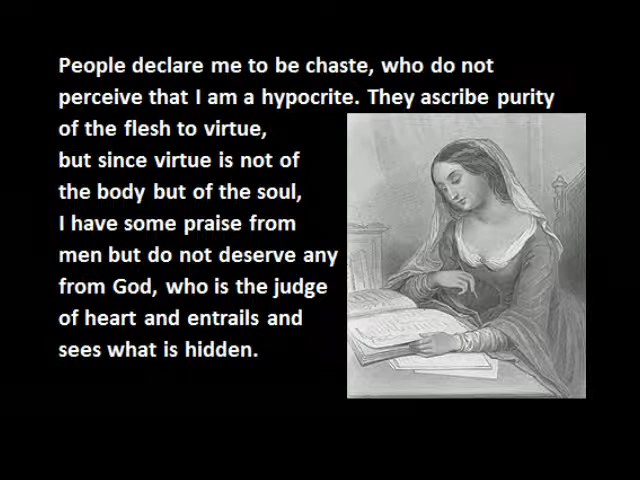 People declare me to be chaste, who do not
perceive that I am a hypocrite. They ascribe purity
of the flesh to virtue,
but since virtue is not of
the body but of the soul,
I have some praise from
men but do not deserve any
from God, who is the judge
of heart and entrails and
sees what is hidden.